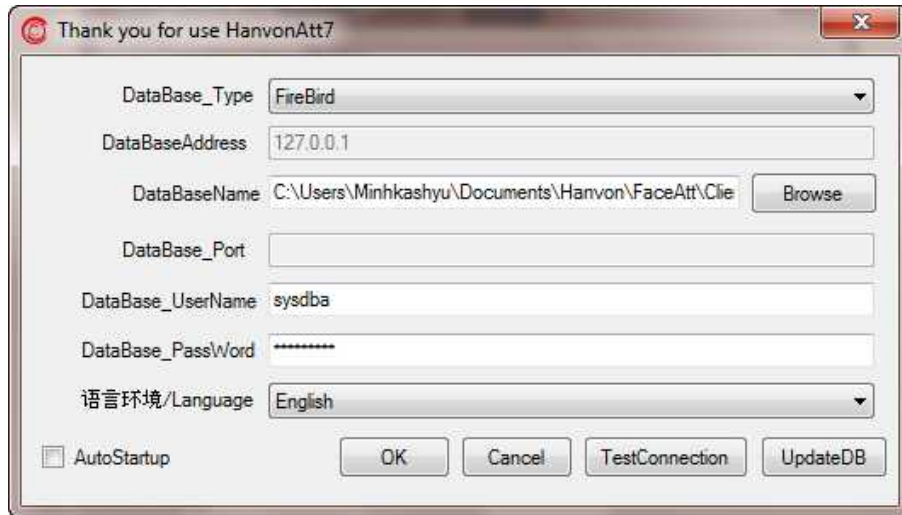 Thank you for use HanvonAtt7
DataBase_Type FireBird
DataBaseAddress 127.0.0.1
DataBaseName C:\Users\Minhkashyu\Documents\Hanvon\FaceAtt\Clie Browse
DataBase_Port
DataBase_UserName sysdba
DataBase_PassWord *********
语言环境/Language English
AutoStartup OK Cancel TestConnection UpdateDB